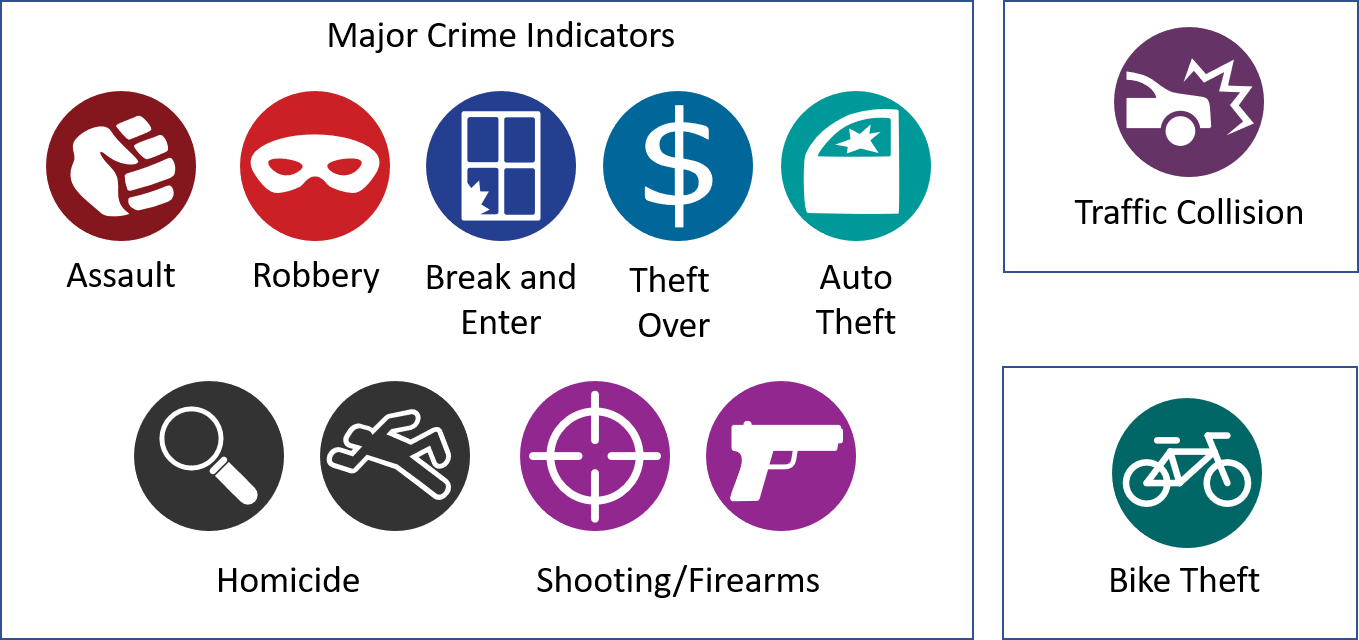 Major Crime Indicators
Assault
Robbery
Break and
Enter
Theft
Over
Auto
Theft
Homicide
Shooting/Firearms
Traffic Collision
Bike Theft